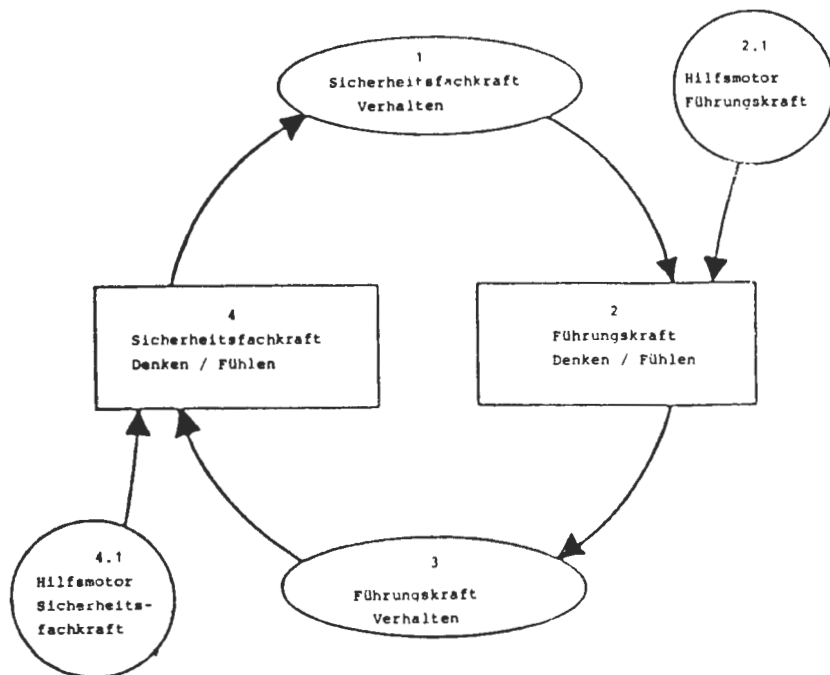 1
Sicherheitsfachkraft
Verhalten
2.1
Hilfsmotor
Führungskraft
4
Sicherheitsfachkraft
Denken / Fühlen
2
Führungskraft
Denken / Fühlen
4.1
Hilfsmotor
Sicherheits-
fachkraft
3
Führungskraft
Verhalten